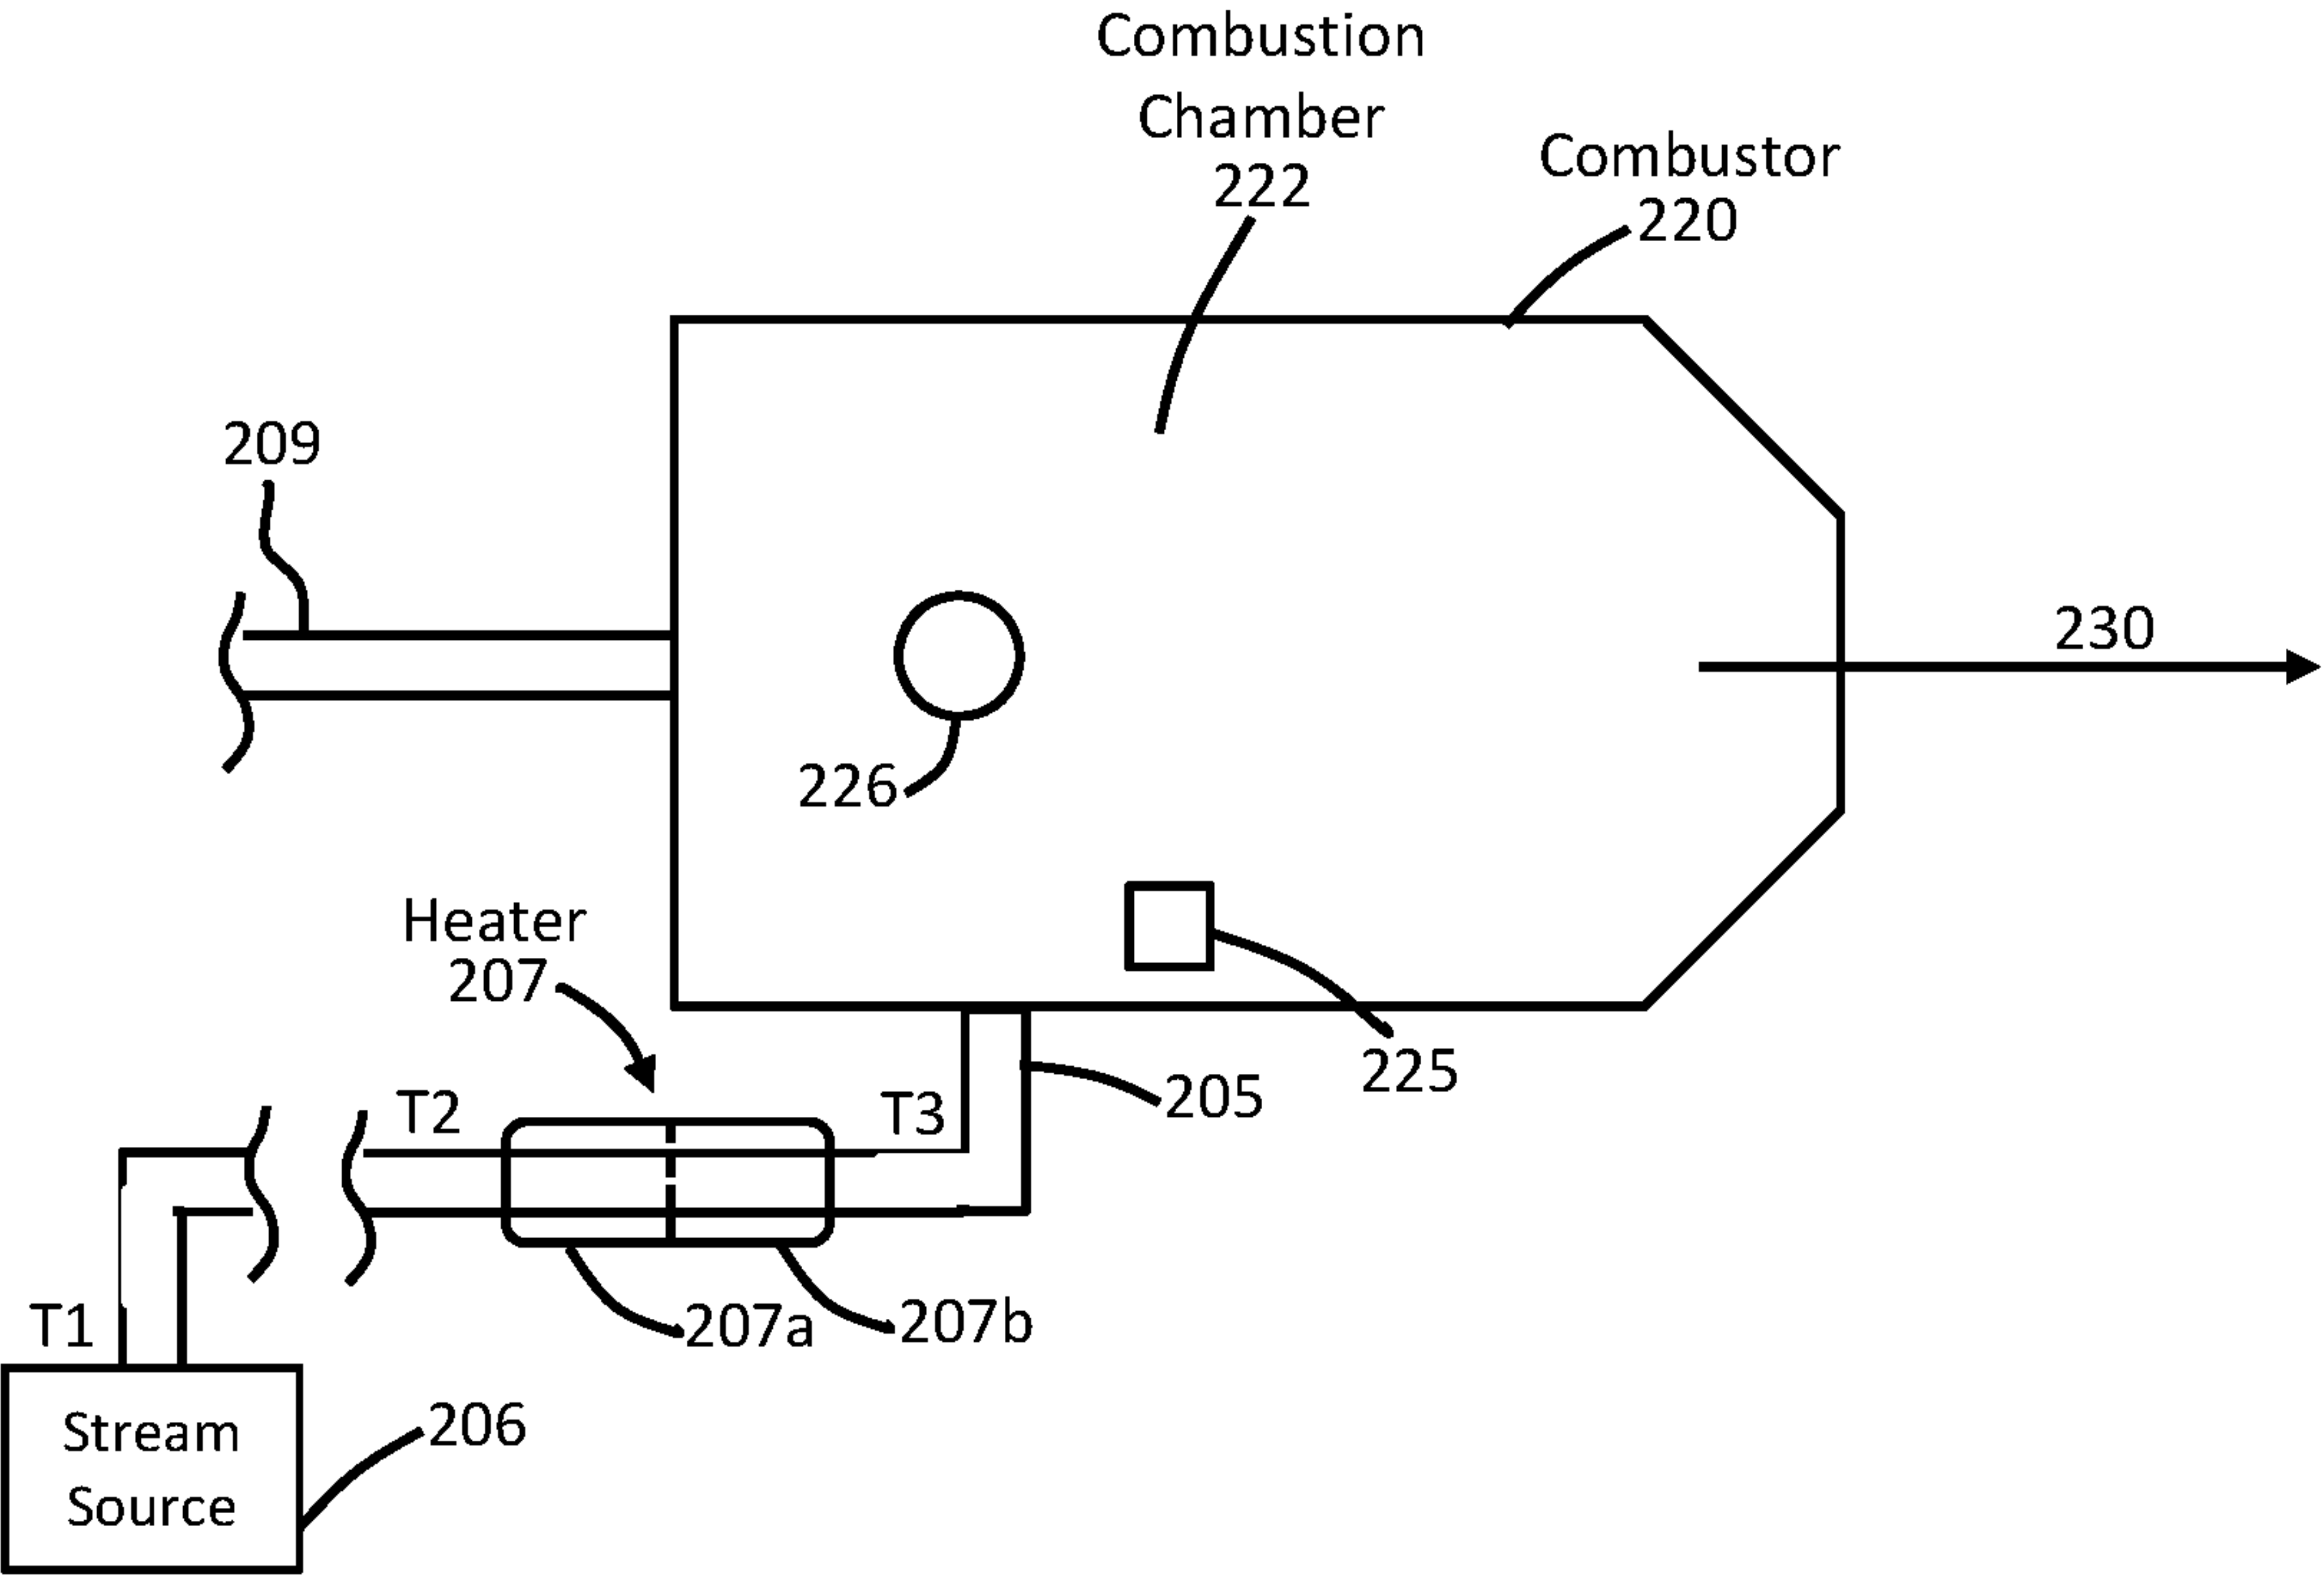 Combustion
Chamber
222
Combustor
220
209
230
226
Heater
207
T2
T3
205
225
T1
207a
207b
Stream
Source
206